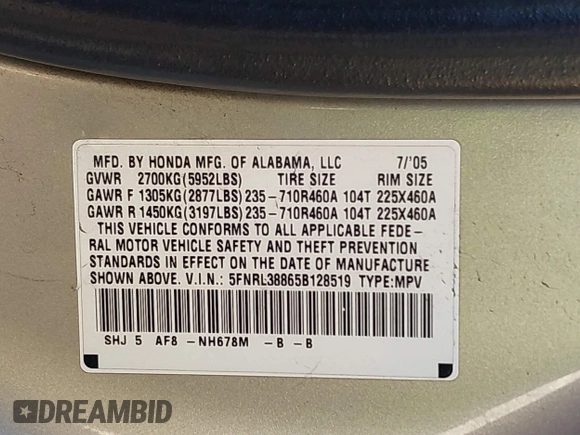 MFD. BY HONDA MFG. OF ALABAMA, LLC 7/'05
GVWR 2700KG(5952LBS) TIRE SIZE RIM SIZE
GAWR F 1305KG(2877LBS) 235-710R460A 104T 225X460A
GAWR R 1450KG(3197LBS) 235-710R460A 104T 225X460A
THIS VEHICLE CONFORMS TO ALL APPLICABLE FEDE-
RAL MOTOR VEHICLE SAFETY AND THEFT PREVENTION
STANDARDS IN EFFECT ON THE DATE OF MANUFACTURE
SHOWN ABOVE. V.I.N.: 5FNRL38865B128519 TYPE:MPV
SHJ 5 AF8 -NH678M -B -B
DREAMBID